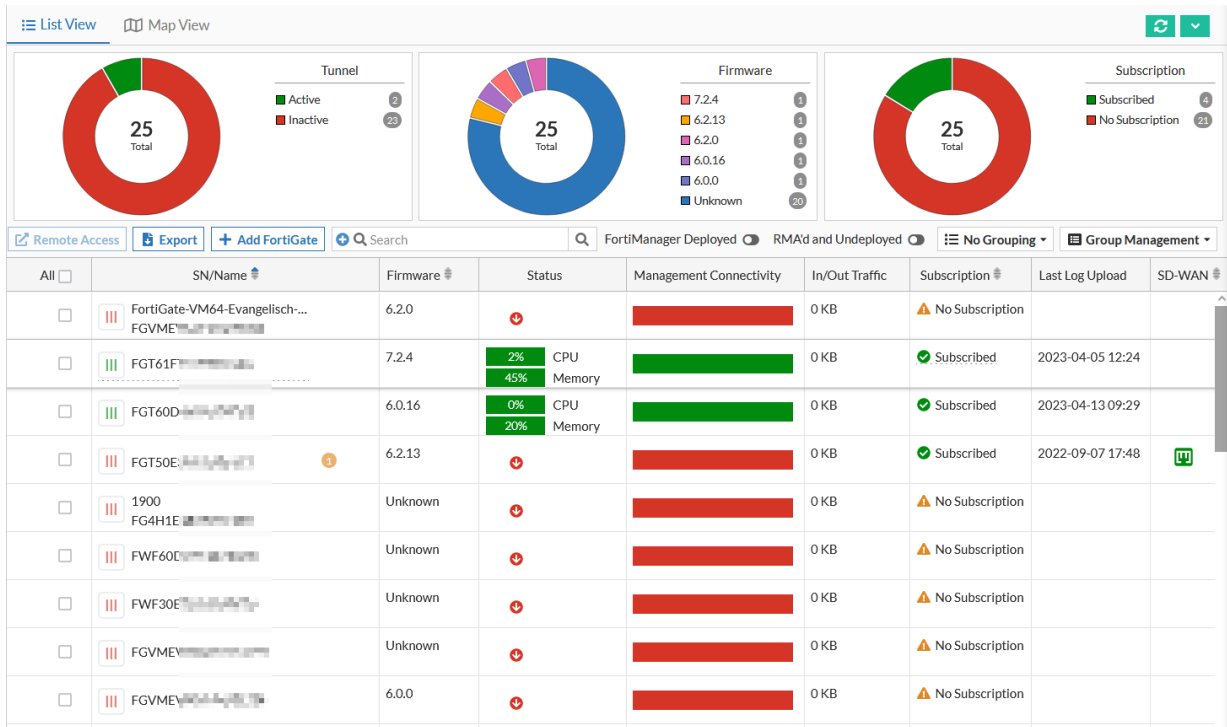 List View
Map View
25
Total
Tunnel
Active 2
Inactive 23
25
Total
Firmware
7.2.4 1
6.2.13 1
6.2.0 1
6.0.16 1
6.0.0 1
Unknown 20
25
Total
Subscription
Subscribed 4
No Subscription 21
Remote Access
Export
Add FortiGate
Search
FortiManager Deployed
RMA'd and Undeployed
No Grouping
Group Management
All SN/Name Firmware Status Management Connectivity In/Out Traffic Subscription Last Log Upload SD-WAN
FortiGate-VM64-Evangelisch-... 6.2.0 0 KB No Subscription
FGT61F 7.2.4 2% CPU 0 KB Subscribed 2023-04-05 12:24
45% Memory
FGT60D 6.0.16 0% CPU 0 KB Subscribed 2023-04-13 09:29
20% Memory
FGT50E 1 6.2.13 0 KB Subscribed 2022-09-07 17:48
1900 Unknown 0 KB No Subscription
FG4H1E
FWF60D Unknown 0 KB No Subscription
FWF30E Unknown 0 KB No Subscription
FGVMEV Unknown 0 KB No Subscription
FGVMEV 6.0.0 0 KB No Subscription